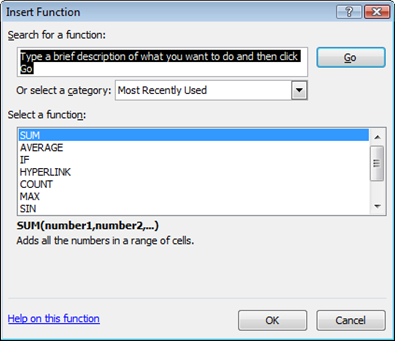 Insert Function
Search for a function:
Type a brief description of what you want to do and then click
Go
Go
Or select a category: Most Recently Used
Select a function:
SUM
AVERAGE
IF
HYPERLINK
COUNT
MAX
SIN
SUM(number1,number2,...)
Adds all the numbers in a range of cells.
Help on this function
OK
Cancel